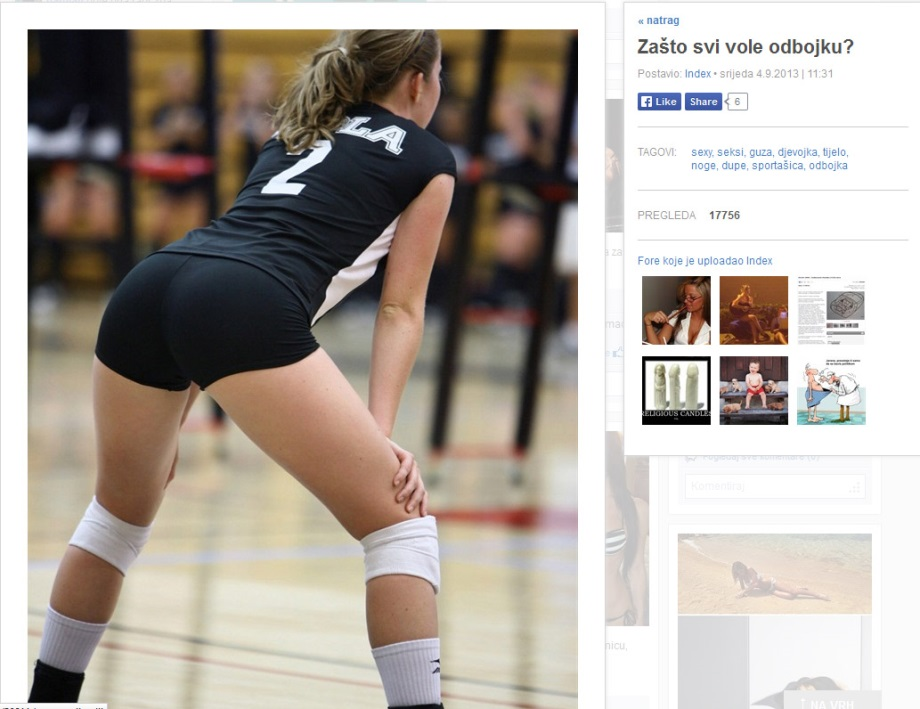 « natrag
Zašto svi vole odbojku?
Postavio: Index • srijeda 4.9.2013 | 11:31
Like Share 6
TAGOVI: sexy, seksi, guza, djevojka, tijelo,
noge, dupe, sportašica, odbojka
PREGLEDA 17756
Fore koje je uploadao Index
RELIGIOUS CANDLES
LA
2
Komentiraj
nicu,
NA VRH